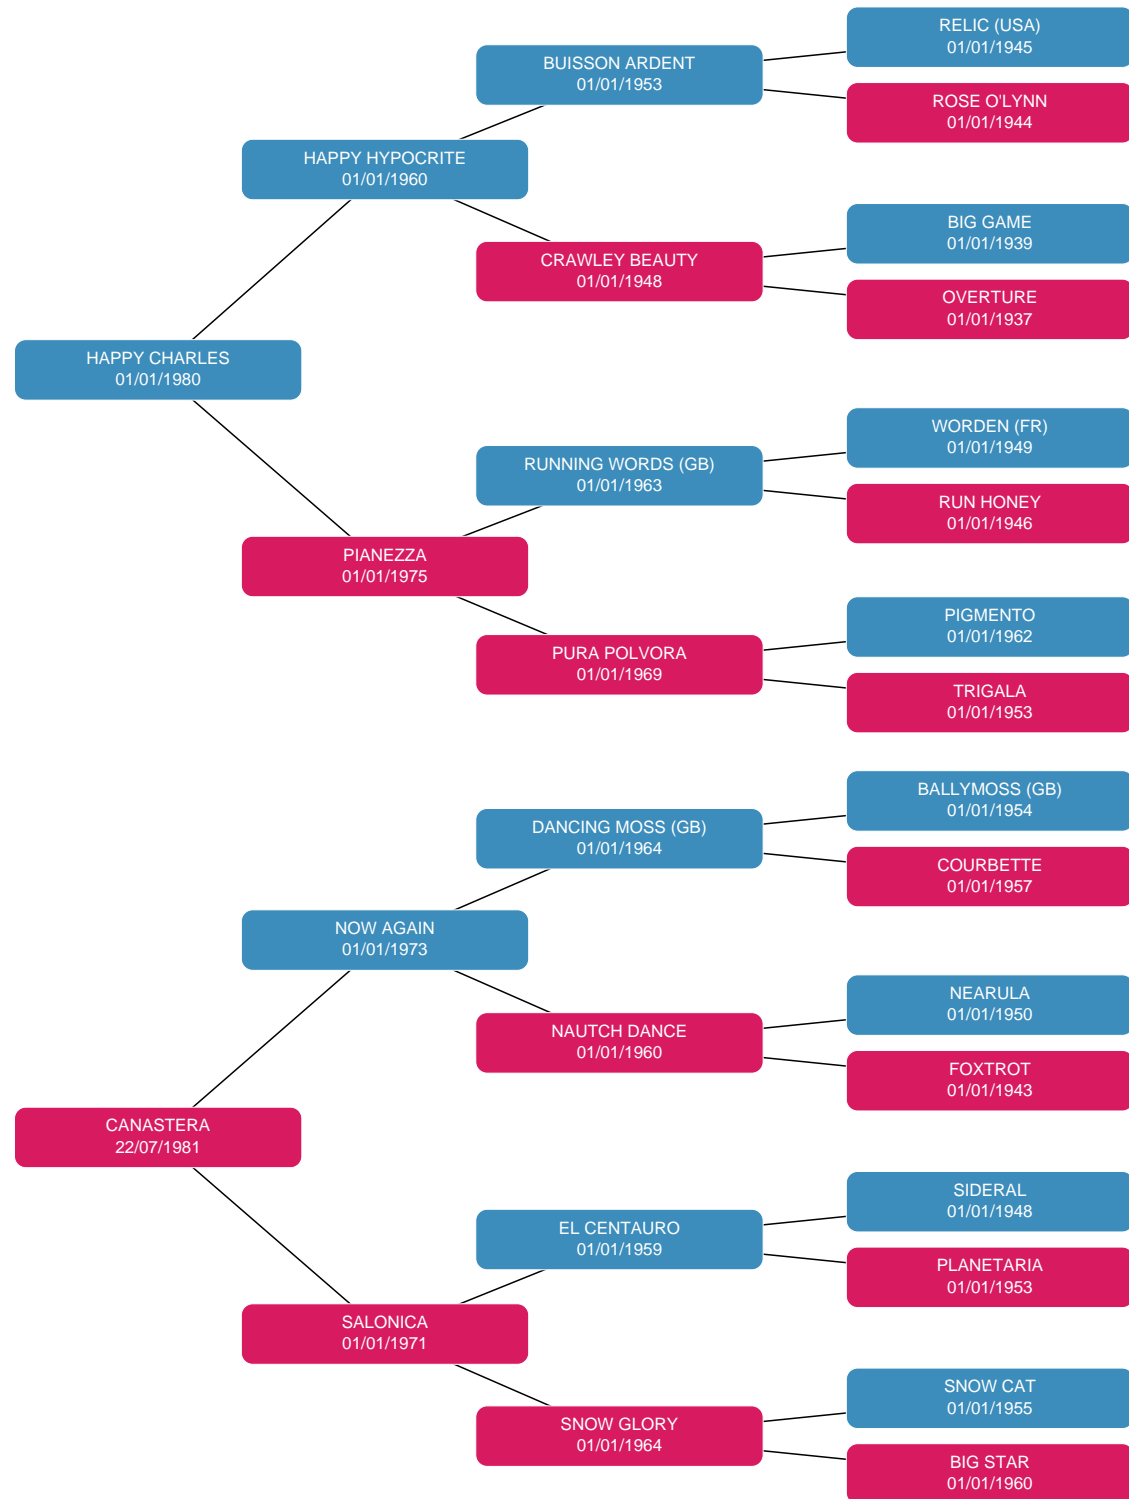 RELIC (USA)
01/01/1945
BUISSON ARDENT
01/01/1953
ROSE O'LYNN
01/01/1944
HAPPY HYPOCRITE
01/01/1960
BIG GAME
01/01/1939
CRAWLEY BEAUTY
01/01/1948
OVERTURE
01/01/1937
HAPPY CHARLES
01/01/1980
WORDEN (FR)
01/01/1949
RUNNING WORDS (GB)
01/01/1963
RUN HONEY
01/01/1946
PIANEZZA
01/01/1975
PIGMENTO
01/01/1962
PURA POLVORA
01/01/1969
TRIGALA
01/01/1953
BALLYMOSS (GB)
01/01/1954
DANCING MOSS (GB)
01/01/1964
COURBETTE
01/01/1957
NOW AGAIN
01/01/1973
NEARULA
01/01/1950
NAUTCH DANCE
01/01/1960
FOXTROT
01/01/1943
CANASTERA
22/07/1981
SIDERAL
01/01/1948
EL CENTAURO
01/01/1959
PLANETARIA
01/01/1953
SALONICA
01/01/1971
SNOW CAT
01/01/1955
SNOW GLORY
01/01/1964
BIG STAR
01/01/1960